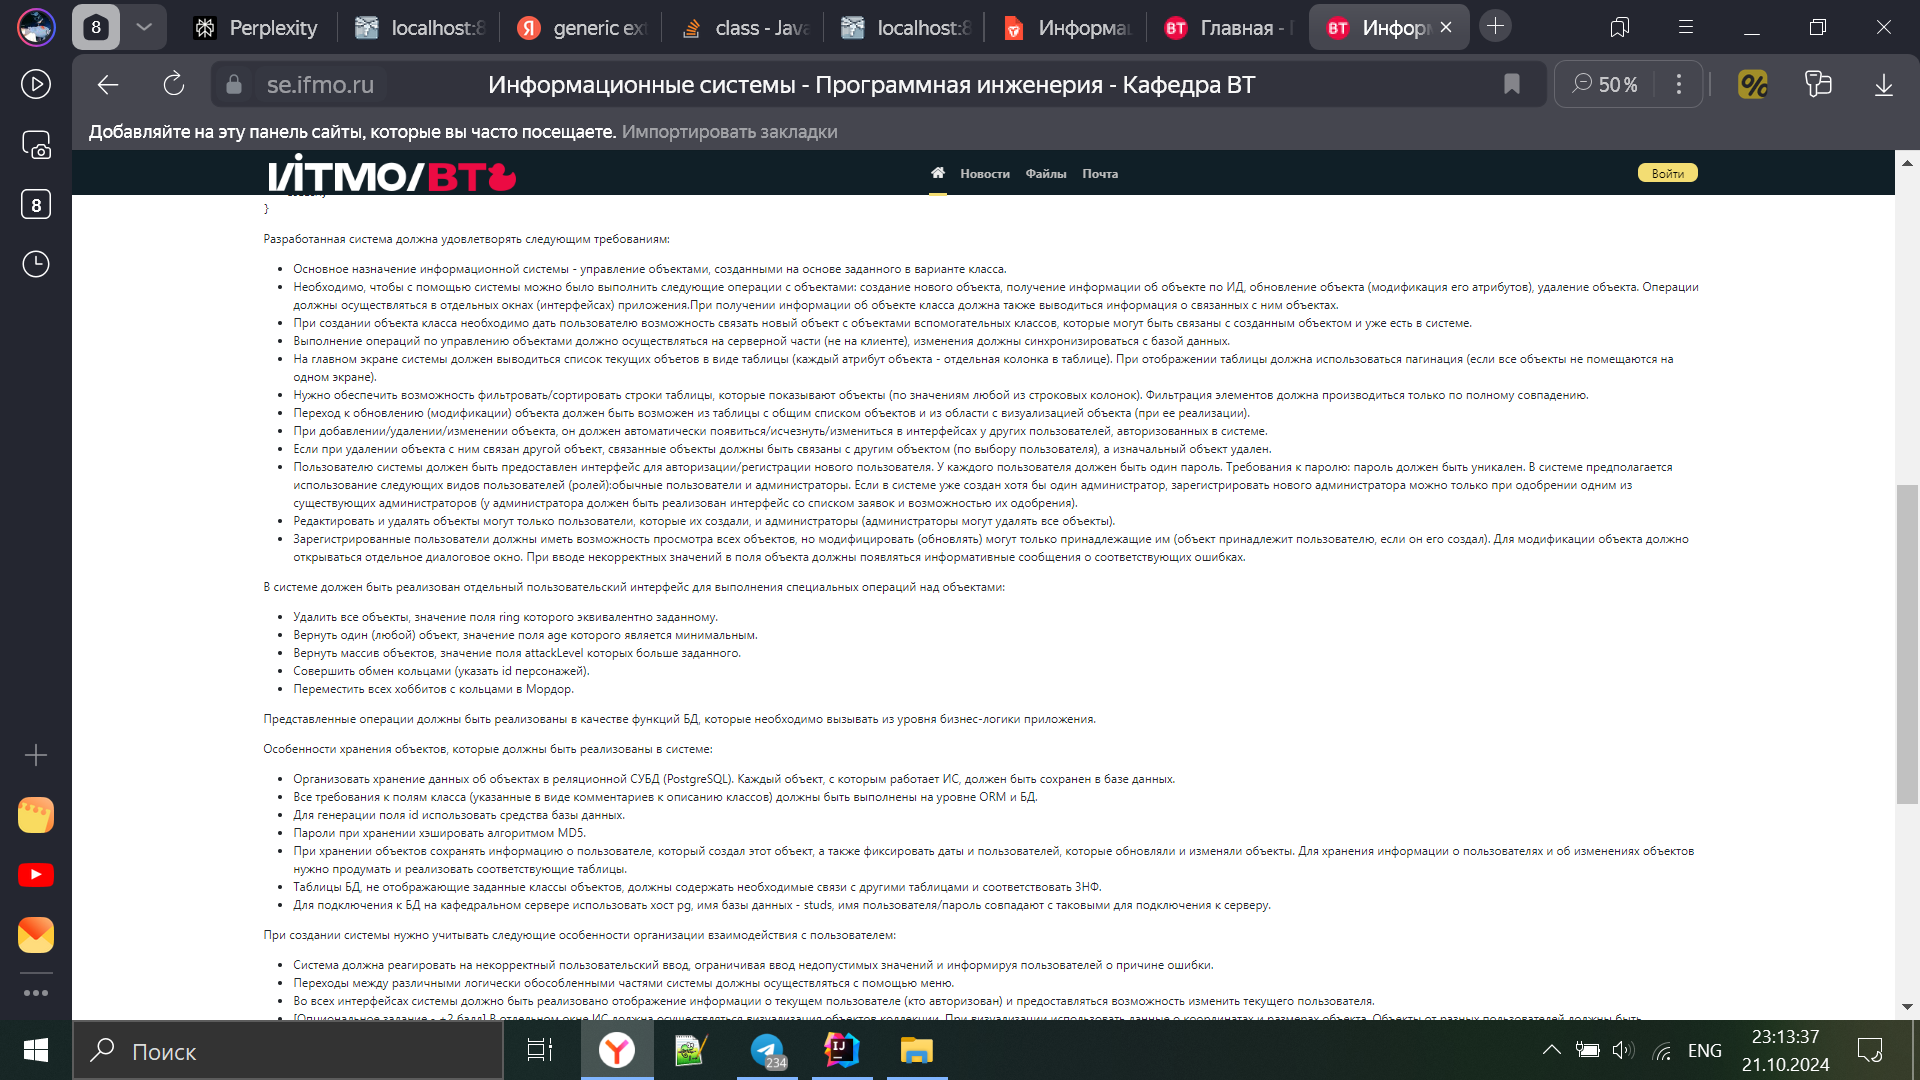 8
Perplexity
localhost:8
generic ext
class - Java
localhost:8
Информац
Главная - П
Информ
se.ifmo.ru
Информационные системы - Программная инженерия - Кафедра ВТ
50 %
Добавляйте на эту панель сайты, которые вы часто посещаете. Импортировать закладки
8
ИТМО/ВТ
Новости
Файлы
Почта
Войти
}
Разработанная система должна удовлетворять следующим требованиям:
Основное назначение информационной системы - управление объектами, созданными на основе заданного в варианте класса.
Необходимо, чтобы с помощью системы можно было выполнить следующие операции с объектами: создание нового объекта, получение информации об объекте по ИД, обновление объекта (модификация его атрибутов), удаление объекта. Операции
должны осуществляться в отдельных окнах (интерфейсах) приложения.При получении информации об объекте класса должна также выводиться информация о связанных с ним объектах.
При создании объекта класса необходимо дать пользователю возможность связать новый объект с объектами вспомогательных классов, которые могут быть связаны с созданным объектом и уже есть в системе.
Выполнение операций по управлению объектами должно осуществляться на серверной части (не на клиенте), изменения должны синхронизироваться с базой данных.
На главном экране системы должен выводиться список текущих объетов в виде таблицы (каждый атрибут объекта - отдельная колонка в таблице). При отображении таблицы должна использоваться пагинация (если все объекты не помещаются на
одном экране).
Нужно обеспечить возможность фильтровать/сортировать строки таблицы, которые показывают объекты (по значениям любой из строковых колонок). Фильтрация элементов должна производиться только по полному совпадению.
Переход к обновлению (модификации) объекта должен быть возможен из таблицы с общим списком объектов и из области с визуализацией объекта (при ее реализации).
При добавлении/удалении/изменении объекта, он должен автоматически появиться/исчезнуть/измениться в интерфейсах у других пользователей, авторизованных в системе.
Если при удалении объекта с ним связан другой объект, связанные объекты должны быть связаны с другим объектом (по выбору пользователя), а изначальный объект удален.
Пользователю системы должен быть предоставлен интерфейс для авторизации/регистрации нового пользователя. У каждого пользователя должен быть один пароль. Требования к паролю: пароль должен быть уникален. В системе предполагается
использование следующих видов пользователей (ролей):обычные пользователи и администраторы. Если в системе уже создан хотя бы один администратор, зарегистрировать нового администратора можно только при одобрении одним из
существующих администраторов (у администратора должен быть реализован интерфейс со списком заявок и возможностью их одобрения).
Редактировать и удалять объекты могут только пользователи, которые их создали, и администраторы (администраторы могут удалять все объекты).
Зарегистрированные пользователи должны иметь возможность просмотра всех объектов, но модифицировать (обновлять) могут только принадлежащие им (объект принадлежит пользователю, если он его создал). Для модификации объекта должно
открываться отдельное диалоговое окно. При вводе некорректных значений в поля объекта должны появляться информативные сообщения о соответствующих ошибках.
В системе должен быть реализован отдельный пользовательский интерфейс для выполнения специальных операций над объектами:
Удалить все объекты, значение поля ring которого эквивалентно заданному.
Вернуть один (любой) объект, значение поля age которого является минимальным.
Вернуть массив объектов, значение поля attackLevel которых больше заданного.
Совершить обмен кольцами (указать id персонажей).
Переместить всех хоббитов с кольцами в Мордор.
Представленные операции должны быть реализованы в качестве функций БД, которые необходимо вызывать из уровня бизнес-логики приложения.
Особенности хранения объектов, которые должны быть реализованы в системе:
Организовать хранение данных об объектах в реляционной СУБД (PostgreSQL). Каждый объект, с которым работает ИС, должен быть сохранен в базе данных.
Все требования к полям класса (указанные в виде комментариев к описанию классов) должны быть выполнены на уровне ORM и БД.
Для генерации поля id использовать средства базы данных.
Пароли при хранении хэшировать алгоритмом MD5.
При хранении объектов сохранять информацию о пользователе, который создал этот объект, а также фиксировать даты и пользователей, которые обновляли и изменяли объекты. Для хранения информации о пользователях и об изменениях объектов
нужно продумать и реализовать соответствующие таблицы.
Таблицы БД, не отображающие заданные классы объектов, должны содержать необходимые связи с другими таблицами и соответствовать 3НФ.
Для подключения к БД на кафедральном сервере использовать хост pg, имя базы данных - studs, имя пользователя/пароль совпадают с таковыми для подключения к серверу.
При создании системы нужно учитывать следующие особенности организации взаимодействия с пользователем:
Система должна реагировать на некорректный пользовательский ввод, ограничивая ввод недопустимых значений и информируя пользователей о причине ошибки.
Переходы между различными логически обособленными частями системы должны осуществляться с помощью меню.
Во всех интерфейсах системы должно быть реализовано отображение информации о текущем пользователе (кто авторизован) и предоставляться возможность изменить текущего пользователя.
[Опциональное задание - +2 балл] В отдельном окне ИС должна осуществляться визуализация объектов коллекции. При визуализации использовать данные о координатах и размерах объекта. Объекты от разных пользователей должны быть
Поиск
234
ENG
23:13:37
21.10.2024